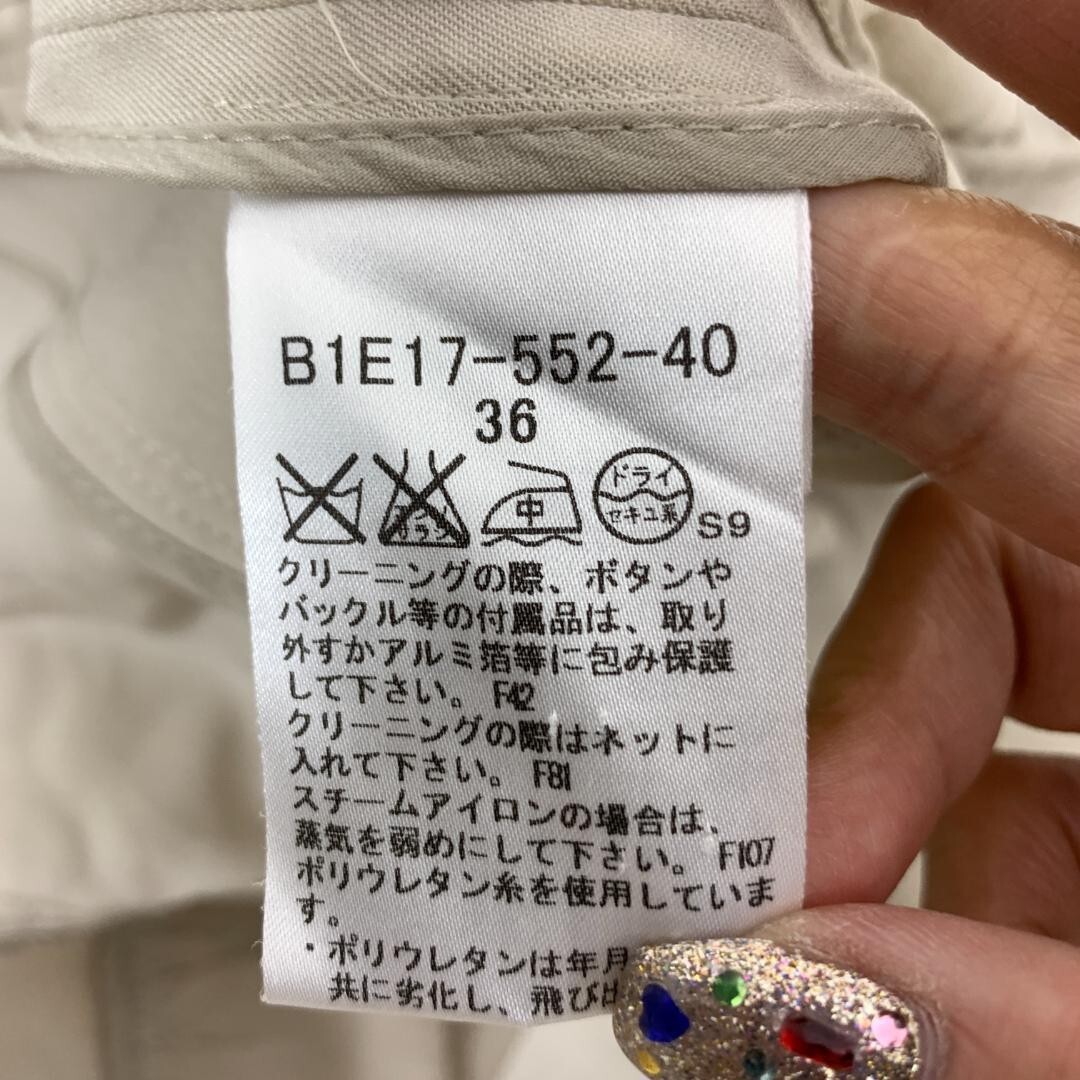 B1E17-552-40
36
中 ドライ セキユ系 S9
クリーニングの際、ボタンや
バックル等の付属品は、取り
外すかアルミ箔等に包み保護
して下さい。 F42
クリーニングの際はネットに
入れて下さい。 F81
スチームアイロンの場合は、
蒸気を弱めにして下さい。 F107
ポリウレタン糸を使用していま
す。
・ポリウレタンは年月
共に劣化し、飛び出